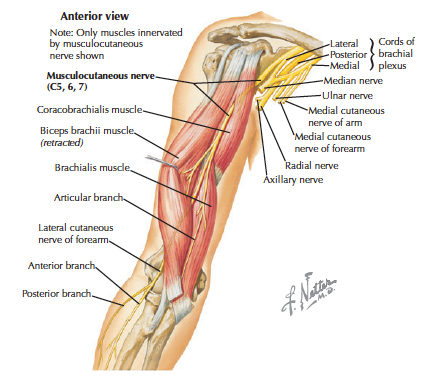 Anterior view
Note: Only muscles innervated
by musculocutaneous
nerve shown
Musculocutaneous nerve
(C5, 6, 7)
Coracobrachialis muscle
Biceps brachii muscle
(retracted)
Brachialis muscle
Articular branch
Lateral cutaneous
nerve of forearm
Anterior branch
Posterior branch
Lateral
Posterior
Medial
Cords of
brachial
plexus
Median nerve
Ulnar nerve
Medial cutaneous
nerve of arm
Medial cutaneous
nerve of forearm
Radial nerve
Axillary nerve
f. Netter
M.D.